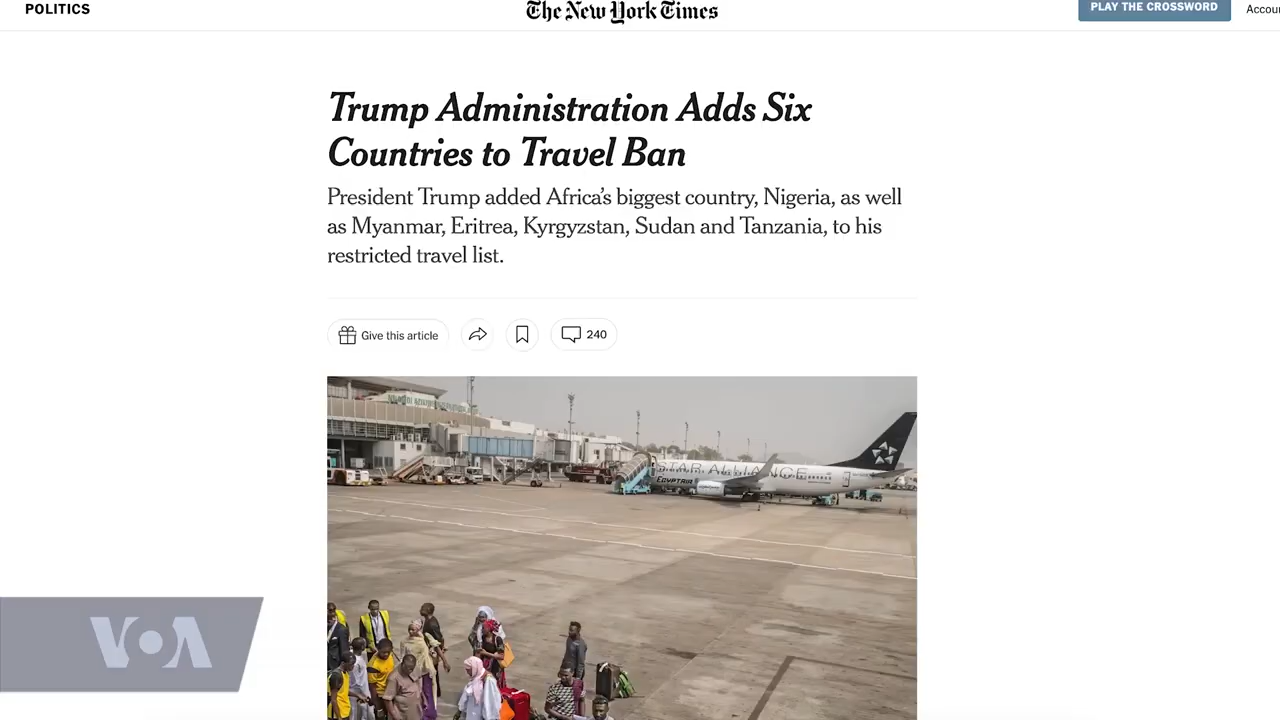 POLITICS
The New York Times
PLAY THE CROSSWORD
Accou
Trump Administration Adds Six
Countries to Travel Ban
President Trump added Africa's biggest country, Nigeria, as well
as Myanmar, Eritrea, Kyrgyzstan, Sudan and Tanzania, to his
restricted travel list.
Give this article
240
STAR ALLIANCE
EGYPTAIR
VOA